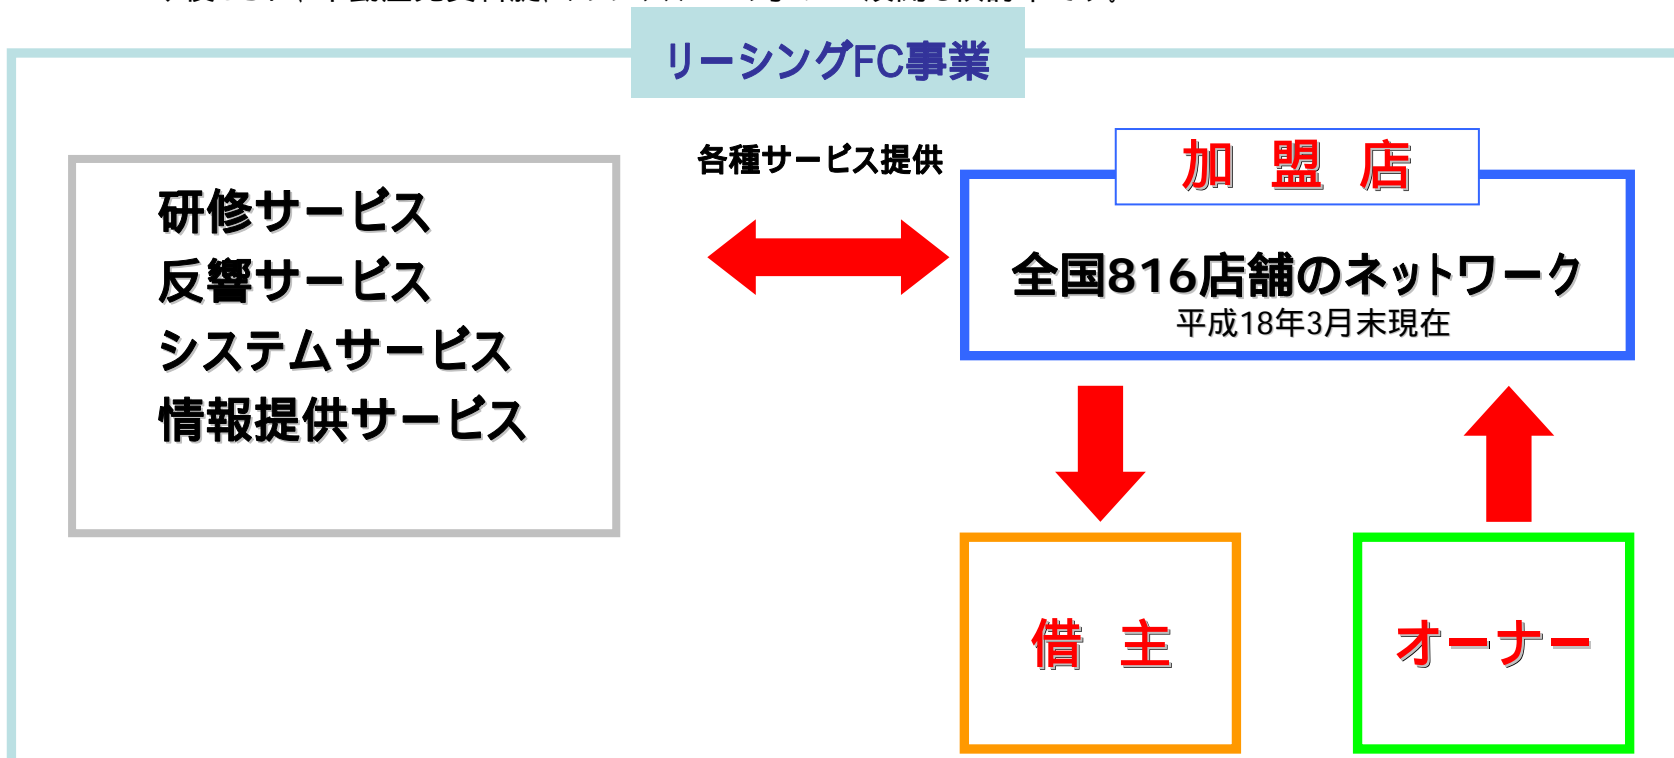 リーシングFC事業
各種サービス提供
加 盟 店
研修サービス
反響サービス
システムサービス
情報提供サービス
全国816店舗のネットワーク
平成18年3月末現在
借 主
オーナー